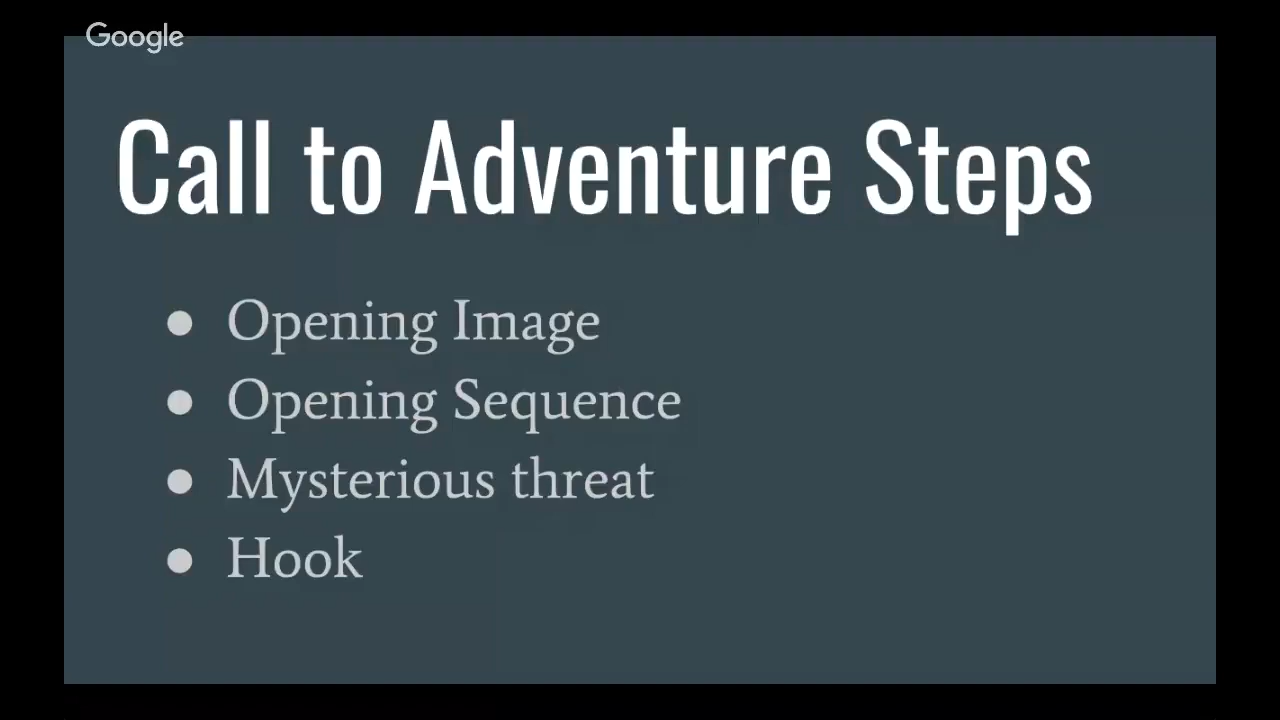 Google
Call to Adventure Steps
● Opening Image
● Opening Sequence
● Mysterious threat
● Hook